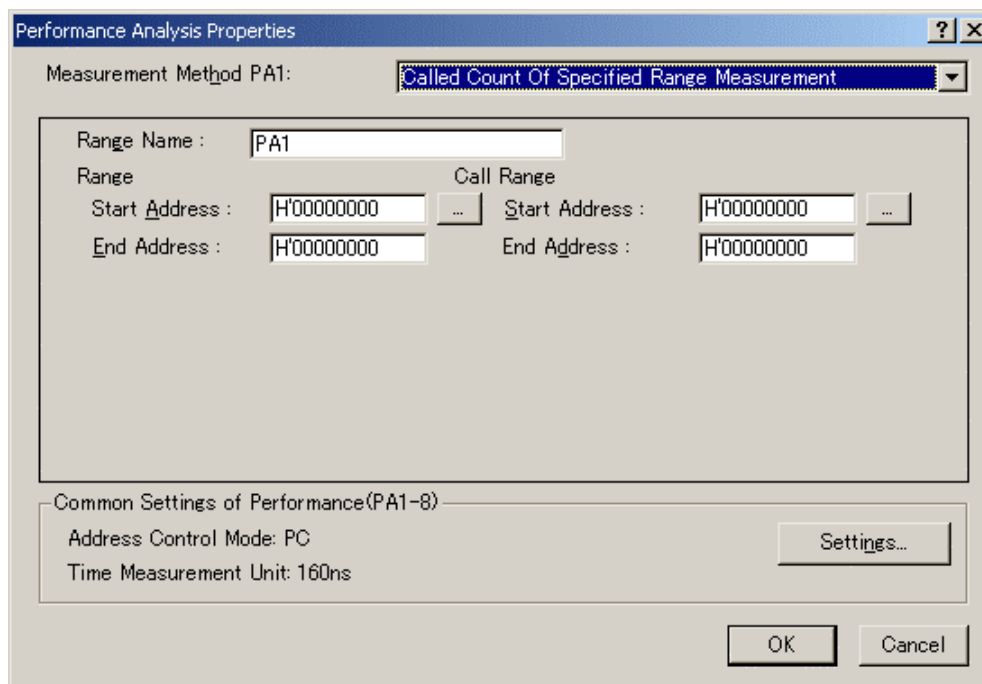 Performance Analysis Properties
Measurement Method PA1: Called Count Of Specified Range Measurement
Range Name : PA1
Range Call Range
Start Address : H'00000000 ... Start Address : H'00000000 ...
End Address : H'00000000 End Address : H'00000000
Common Settings of Performance(PA1-8)
Address Control Mode: PC
Settings...
Time Measurement Unit: 160ns
OK Cancel